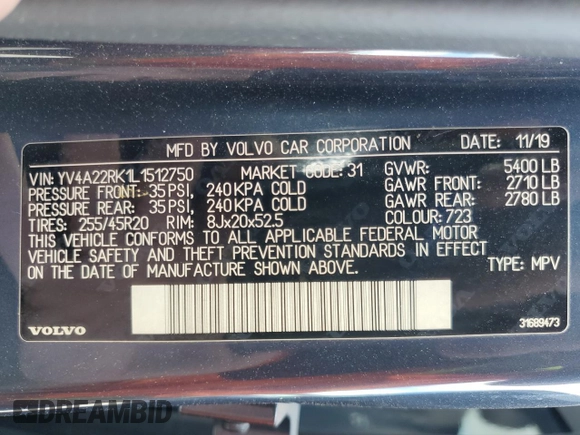 MFD BY VOLVO CAR CORPORATION DATE: 11/19
VIN: YV4A22RK1L1512750 MARKET CODE: 31 GVWR: 5400 LB
PRESSURE FRONT: 35 PSI, 240 KPA COLD GAWR FRONT: 2710 LB
PRESSURE REAR: 35 PSI, 240 KPA COLD GAWR REAR: 2780 LB
TIRES: 255/45R20 RIM: 8Jx20x52.5 COLOUR: 723
THIS VEHICLE CONFORMS TO ALL APPLICABLE FEDERAL MOTOR
VEHICLE SAFETY AND THEFT PREVENTION STANDARDS IN EFFECT
ON THE DATE OF MANUFACTURE SHOWN ABOVE.
TYPE: MPV
VOLVO 31689473
DREAMBID